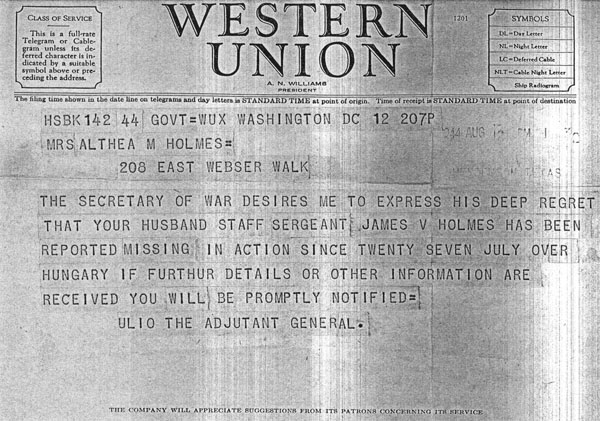 CLASS OF SERVICE
This is a full-rate
Telegram or Cable-
gram unless its de-
ferred character is in-
dicated by a suitable
symbol above or pre-
ceding the address.
WESTERN
UNION
A. N. WILLIAMS
PRESIDENT
1201
SYMBOLS
DL=Day Letter
NL=Night Letter
LC=Deferred Cable
NLT=Cable Night Letter
Ship Radiogram
The filing time shown in the date line on telegrams and day letters is STANDARD TIME at point of origin. Time of receipt is STANDARD TIME at point of destination
HSBK142 44 GOVT=WUX WASHINGTON DC 12 207P
MRS ALTHEA M HOLMES=
208 EAST WEBSER WALK
THE SECRETARY OF WAR DESIRES ME TO EXPRESS HIS DEEP REGRET
THAT YOUR HUSBAND STAFF SERGEANT JAMES V HOLMES HAS BEEN
REPORTED MISSING IN ACTION SINCE TWENTY SEVEN JULY OVER
HUNGARY IF FURTHUR DETAILS OR OTHER INFORMATION ARE
RECEIVED YOU WILL BE PROMPTLY NOTIFIED=
ULIO THE ADJUTANT GENERAL.
THE COMPANY WILL APPRECIATE SUGGESTIONS FROM ITS PATRONS CONCERNING ITS SERVICE